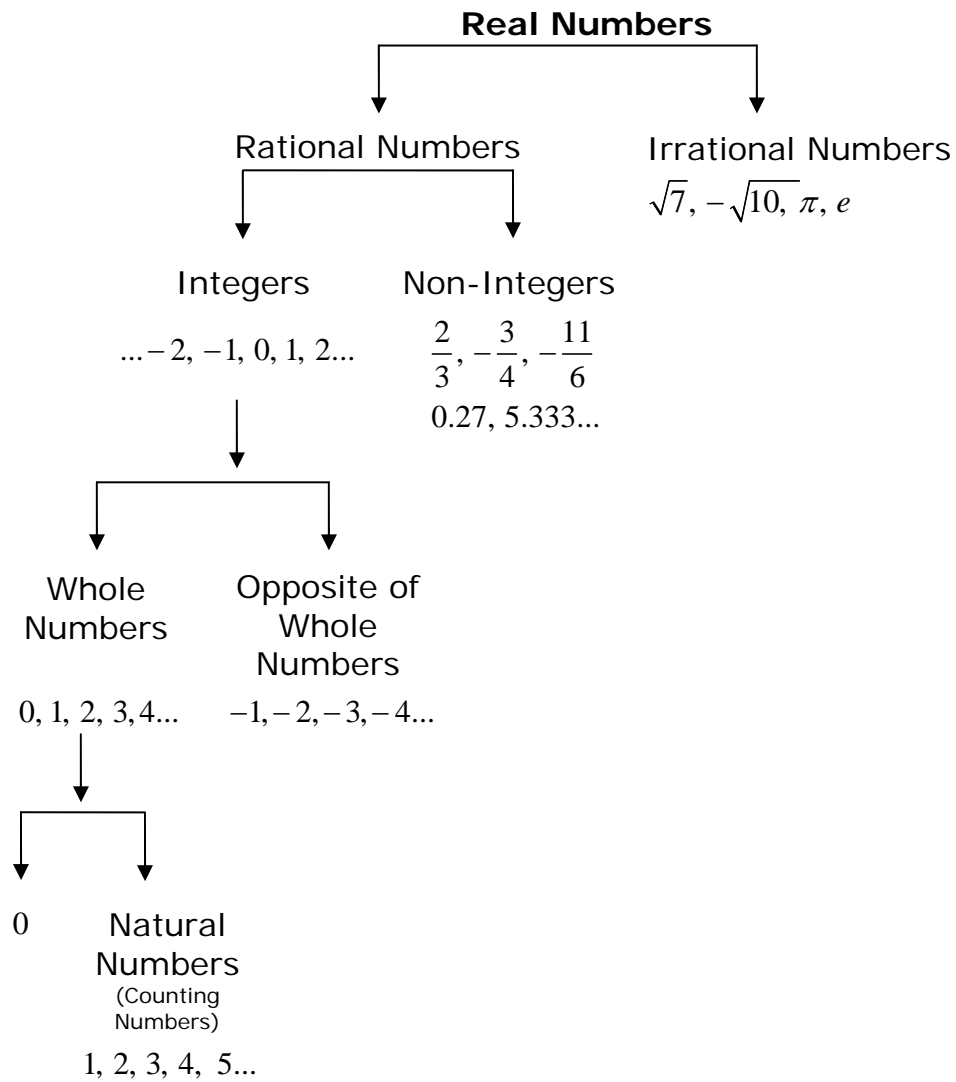 Real Numbers
Rational Numbers
Irrational Numbers
√7, −√10, π, e
Integers
Non-Integers
...−2, −1, 0, 1, 2...
2/3, −3/4, −11/6
0.27, 5.333...
Whole
Numbers
Opposite of
Whole
Numbers
0, 1, 2, 3, 4...
−1, −2, −3, −4...
0
Natural
Numbers
(Counting
Numbers)
1, 2, 3, 4, 5...